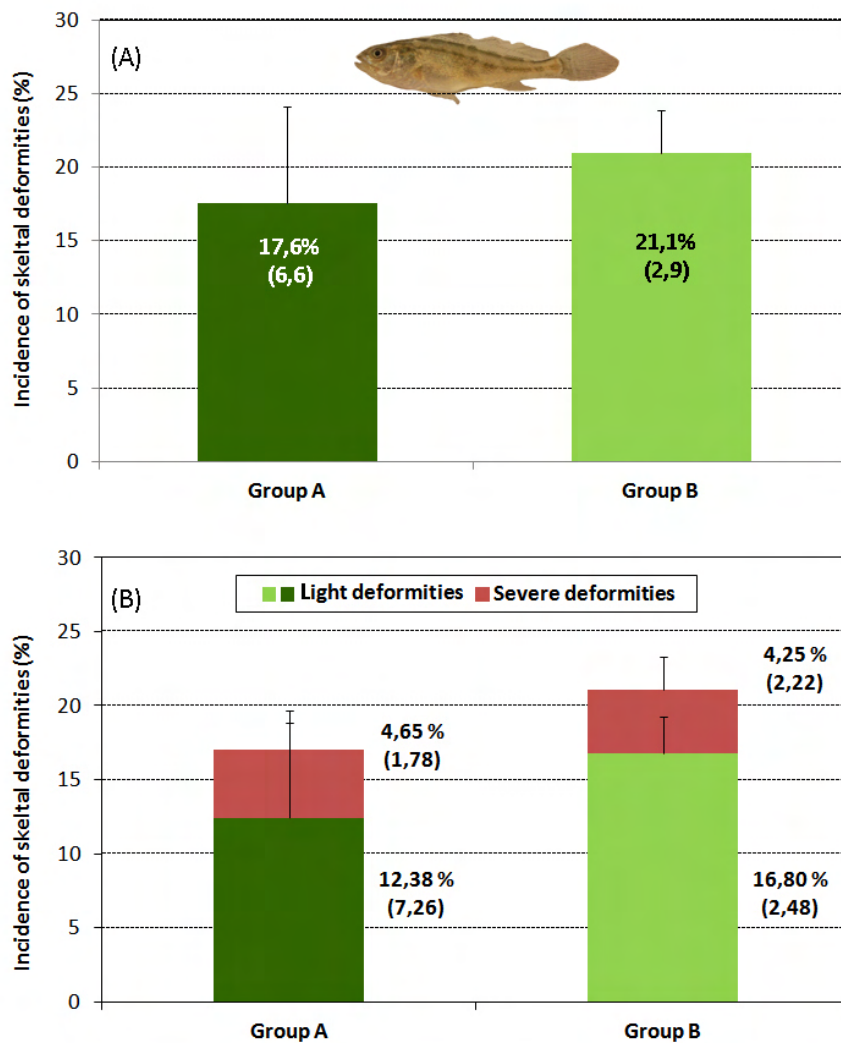 Incidence of skeltal deformities (%)
30
25
20
15
10
5
0
(A)
17,6%
(6,6)
21,1%
(2,9)
Group A
Group B
Incidence of skeltal deformities (%)
30
25
20
15
10
5
0
(B)
Light deformities Severe deformities
4,65 %
(1,78)
12,38 %
(7,26)
4,25 %
(2,22)
16,80 %
(2,48)
Group A
Group B